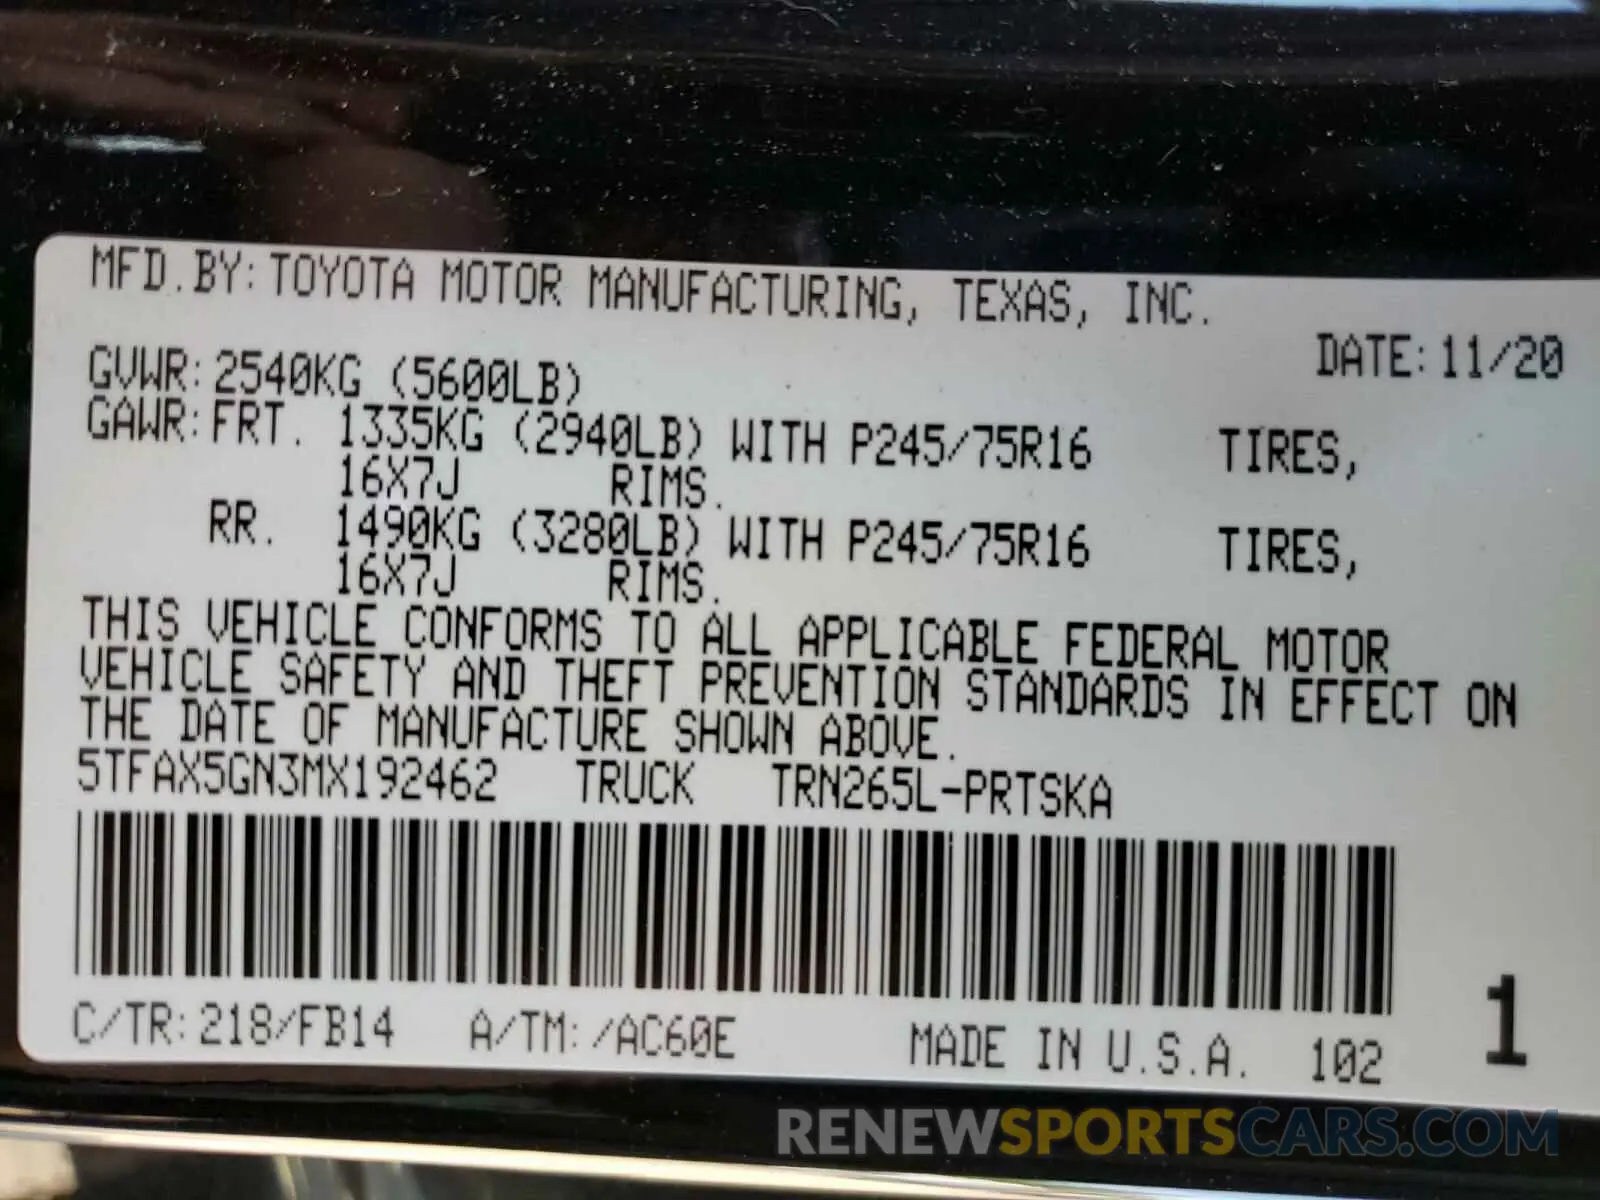 MFD.BY:TOYOTA MOTOR MANUFACTURING, TEXAS, INC.
DATE:11/20
GVWR:2540KG (5600LB)
GAWR:FRT. 1335KG (2940LB) WITH P245/75R16 TIRES,
16X7J RIMS.
RR. 1490KG (3280LB) WITH P245/75R16 TIRES,
16X7J RIMS.
THIS VEHICLE CONFORMS TO ALL APPLICABLE FEDERAL MOTOR
VEHICLE SAFETY AND THEFT PREVENTION STANDARDS IN EFFECT ON
THE DATE OF MANUFACTURE SHOWN ABOVE.
5TFAX5GN3MX192462 TRUCK TRN265L-PRTSKA
C/TR:218/FB14 A/TM:/AC60E MADE IN U.S.A. 102
1
RENEWSPORTSCARS.COM